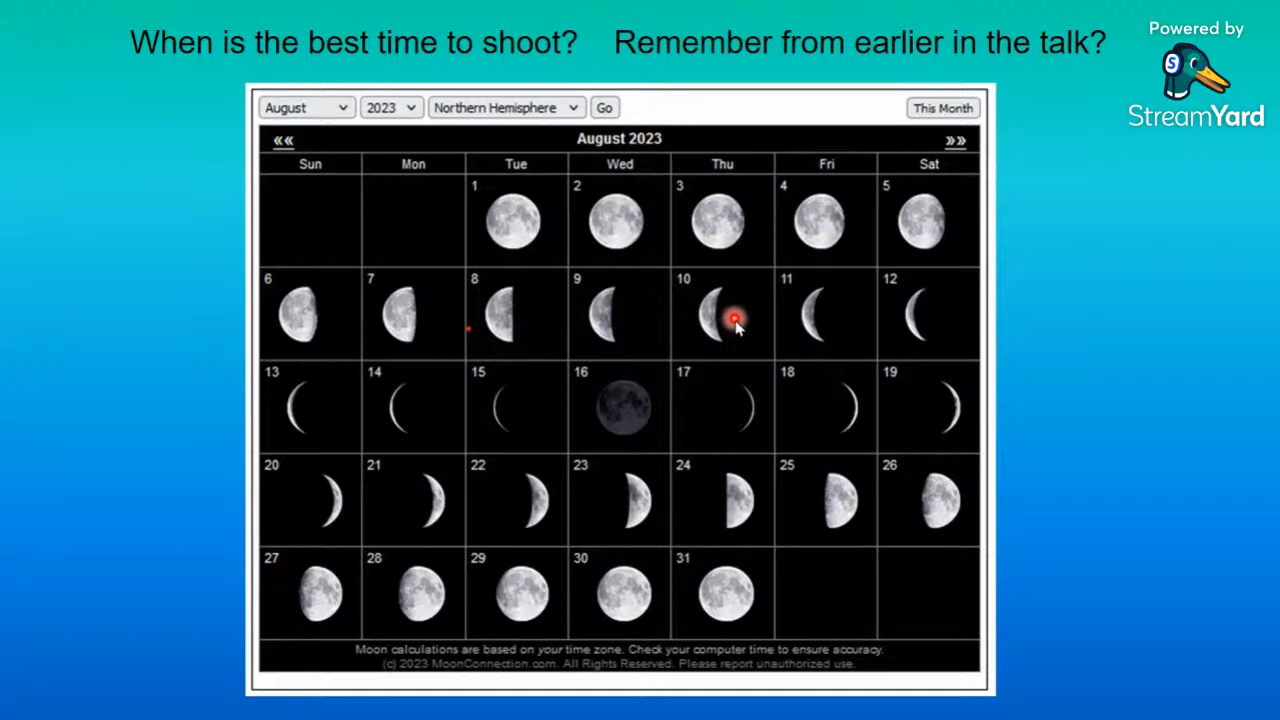 When is the best time to shoot? Remember from earlier in the talk?
Powered by
S
StreamYard
August 2023 Northern Hemisphere Go This Month
«« August 2023 »»
Sun Mon Tue Wed Thu Fri Sat
1 2 3 4 5
6 7 8 9 10 11 12
13 14 15 16 17 18 19
20 21 22 23 24 25 26
27 28 29 30 31
Moon calculations are based on your time zone. Check your computer time to ensure accuracy.
(c) 2023 MoonConnection.com. All Rights Reserved. Please report unauthorized use.